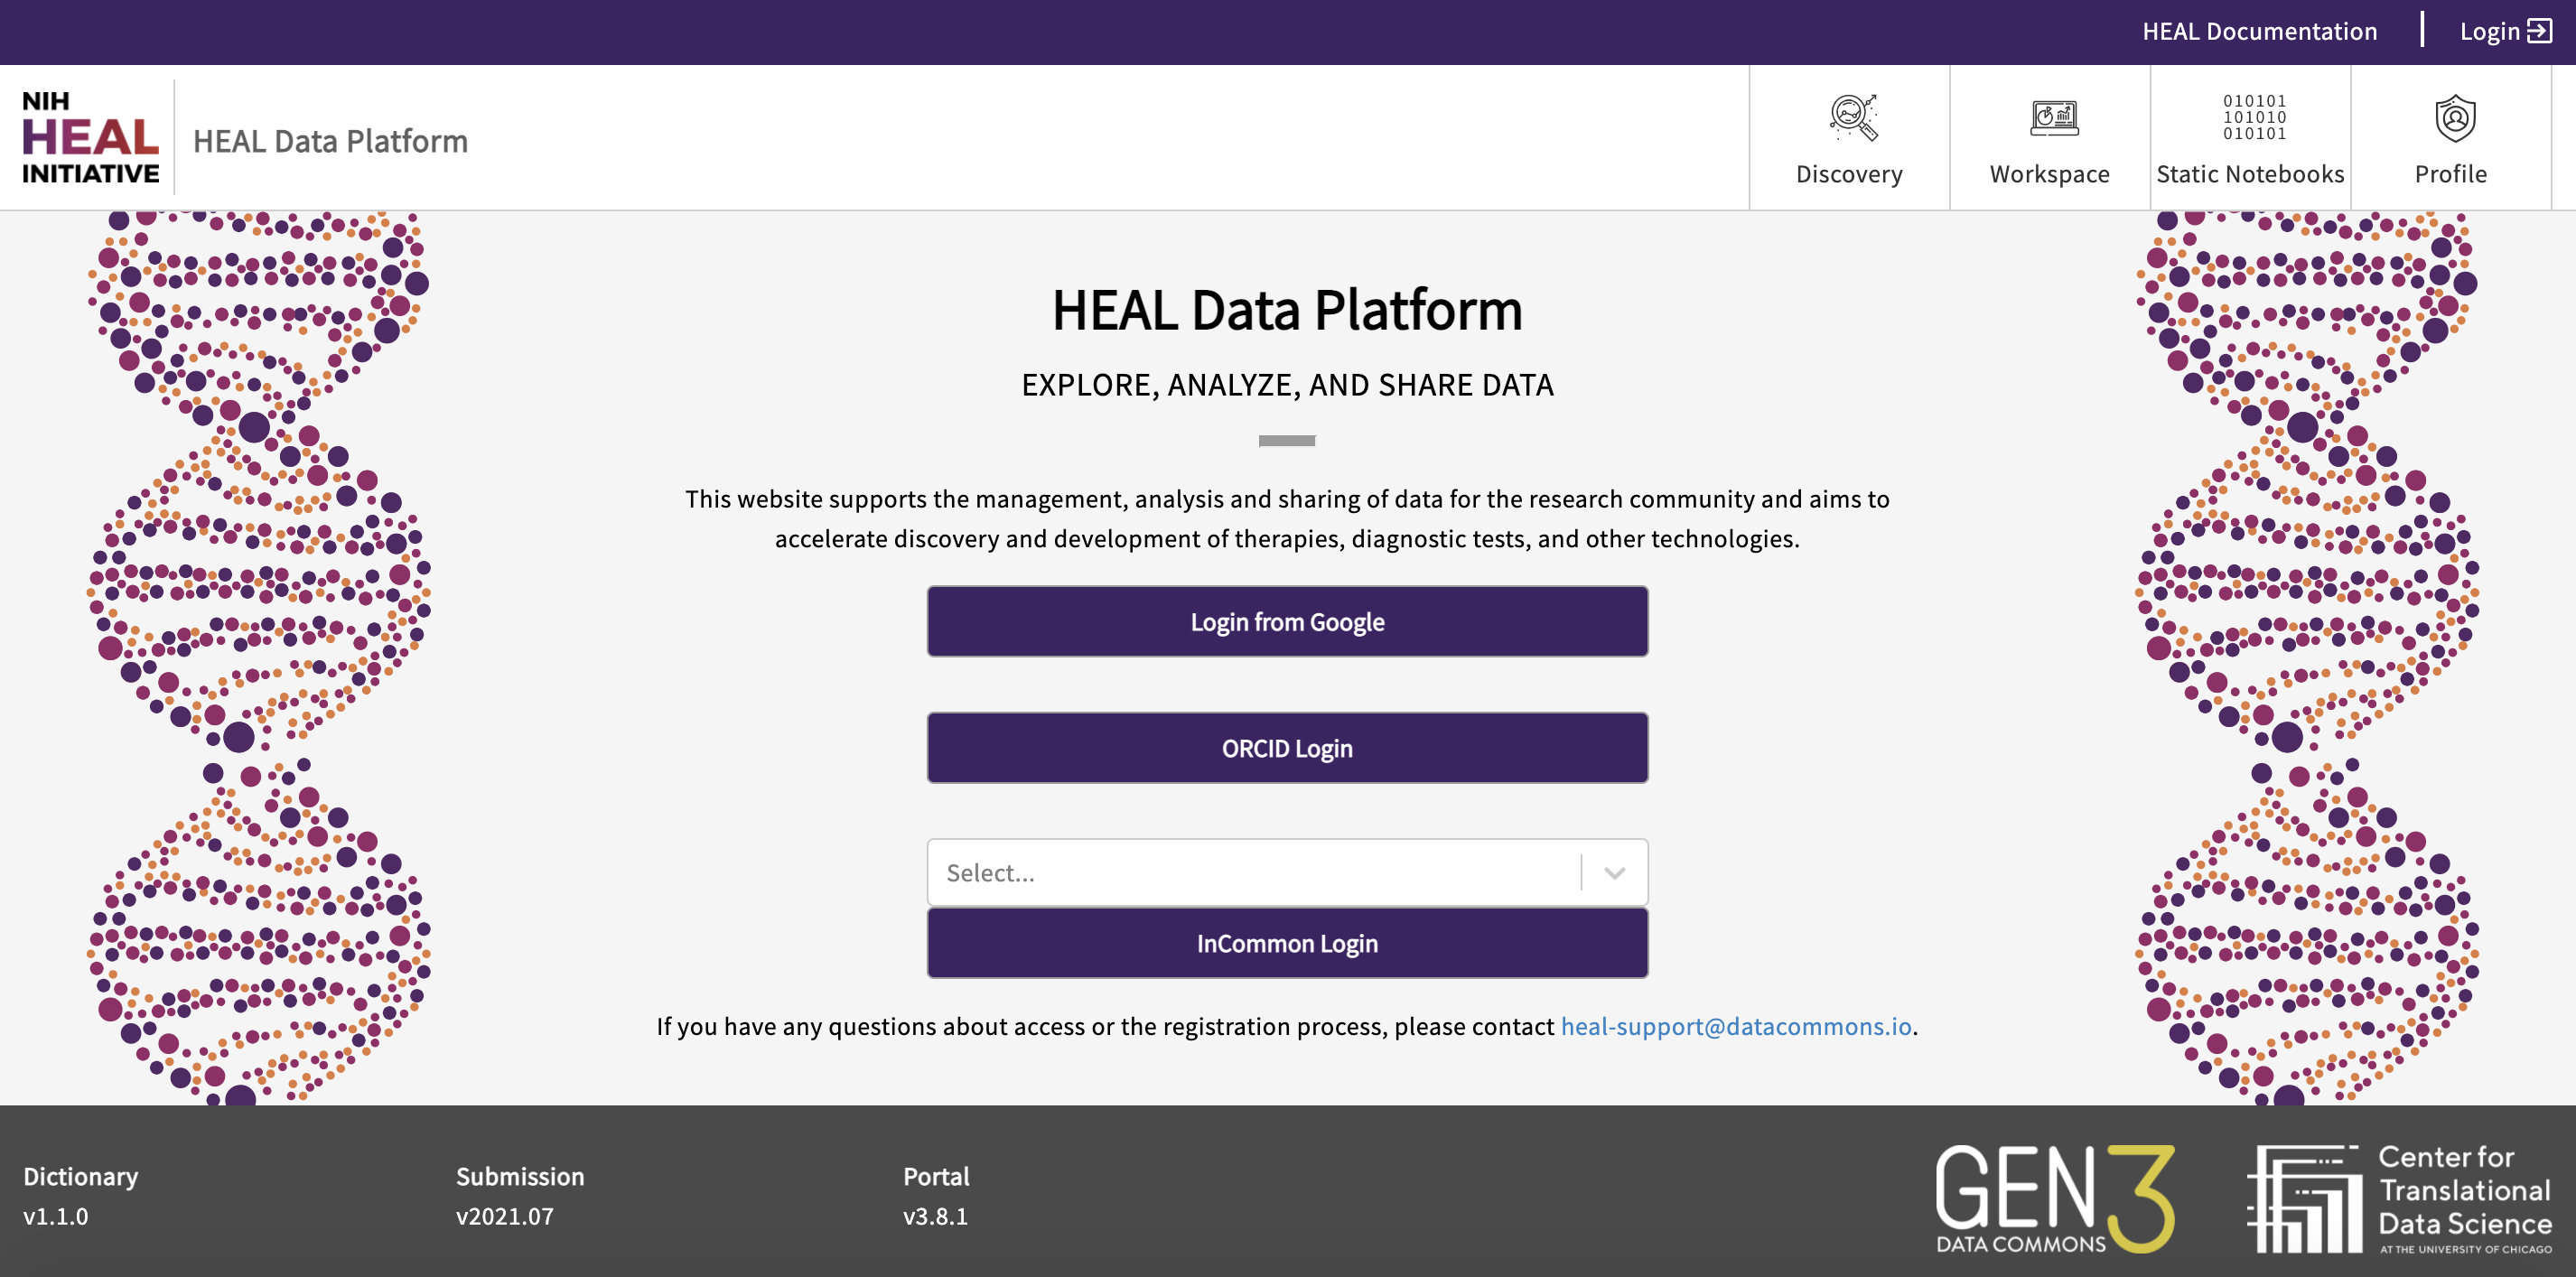 HEAL Documentation
Login
NIH
HEAL
INITIATIVE
HEAL Data Platform
Discovery
Workspace
010101
101010
010101
Static Notebooks
Profile
HEAL Data Platform
EXPLORE, ANALYZE, AND SHARE DATA
This website supports the management, analysis and sharing of data for the research community and aims to
accelerate discovery and development of therapies, diagnostic tests, and other technologies.
Login from Google
ORCID Login
Select...
InCommon Login
If you have any questions about access or the registration process, please contact heal-support@datacommons.io.
Dictionary
v1.1.0
Submission
v2021.07
Portal
v3.8.1
GEN3
DATA COMMONS
Center for
Translational
Data Science
AT THE UNIVERSITY OF CHICAGO